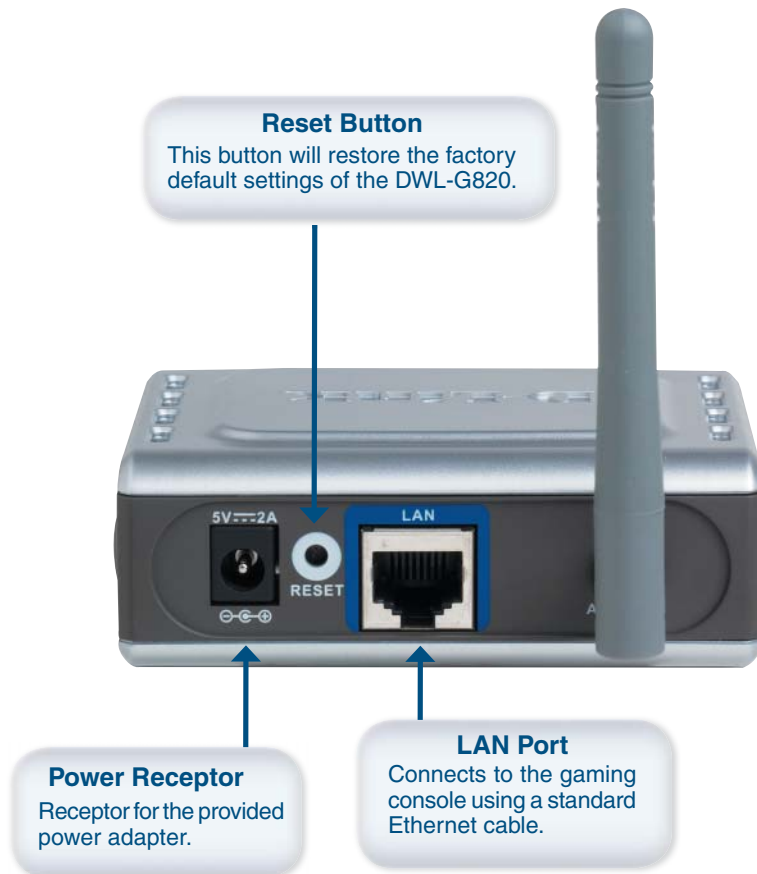 Reset Button
This button will restore the factory
default settings of the DWL-G820.
5V⎓2A
LAN
RESET
Power Receptor
Receptor for the provided
power adapter.
LAN Port
Connects to the gaming
console using a standard
Ethernet cable.